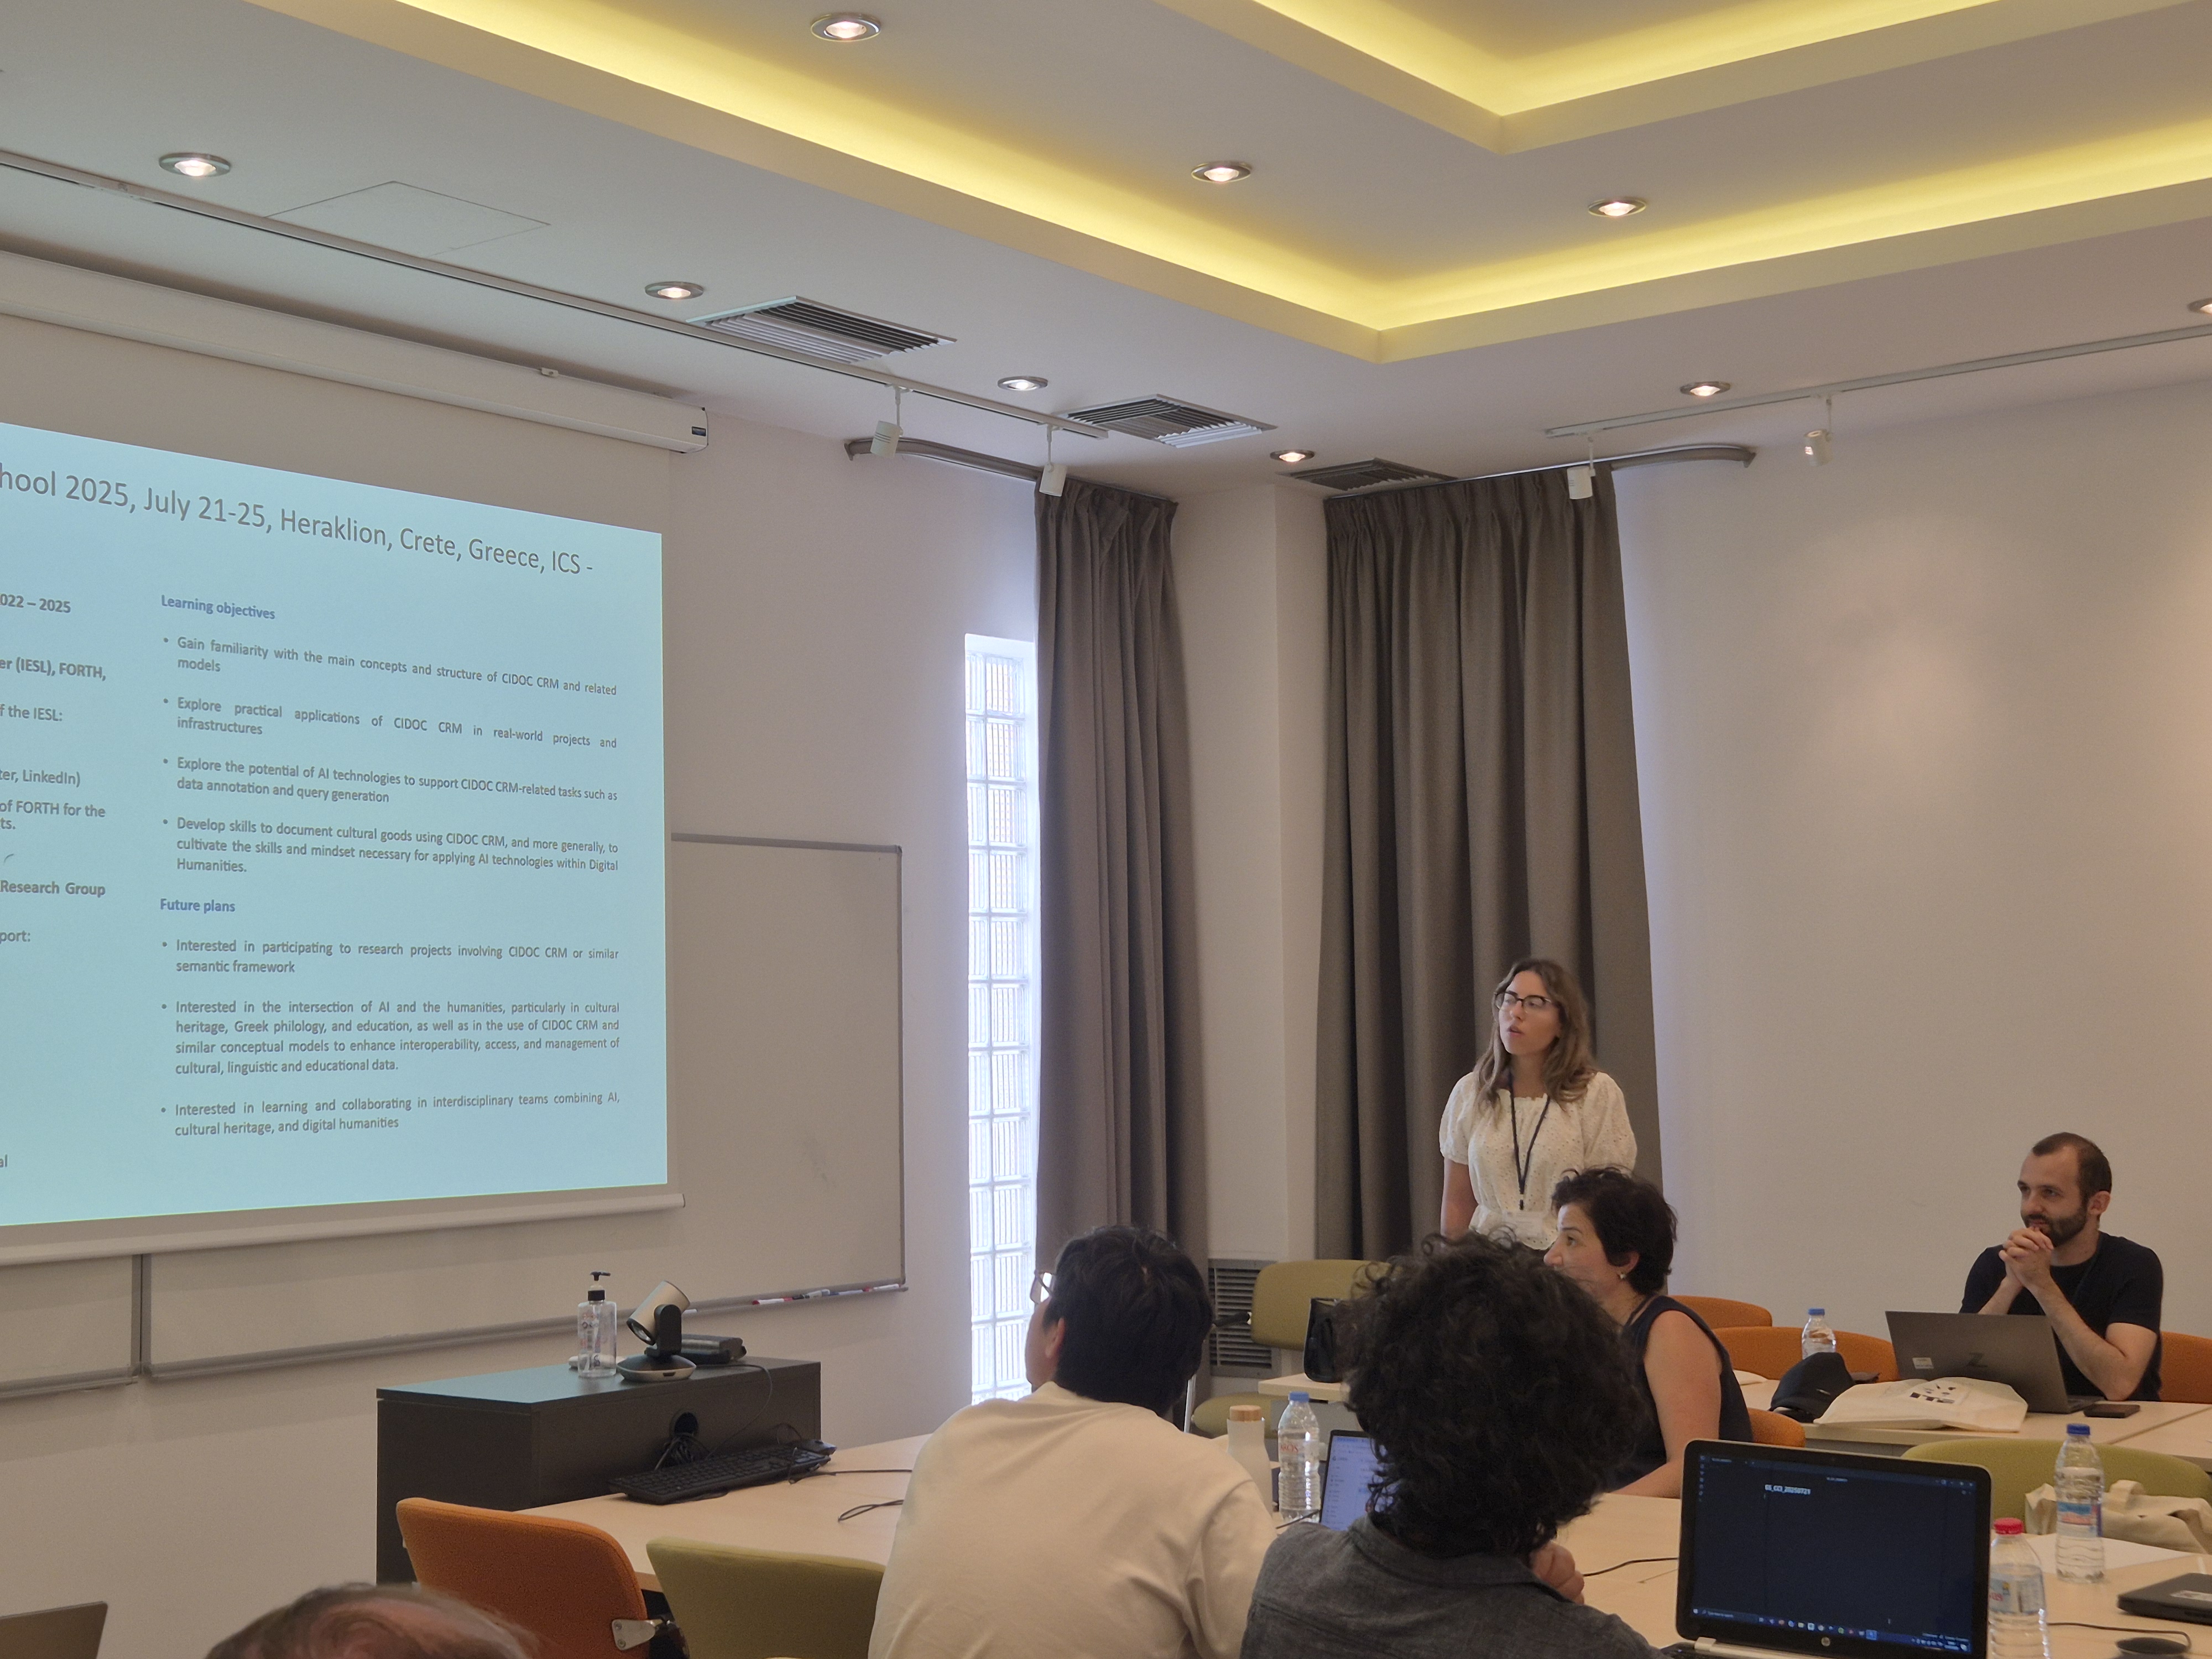 hool 2025, July 21-25, Heraklion, Crete, Greece, ICS -
022 – 2025
er (IESL), FORTH,
f the IESL:
ter, LinkedIn)
of FORTH for the
ts.
Research Group
port:
al
Learning objectives
• Gain familiarity with the main concepts and structure of CIDOC CRM and related
models
• Explore practical applications of CIDOC CRM in real-world projects and
infrastructures
• Explore the potential of AI technologies to support CIDOC CRM-related tasks such as
data annotation and query generation
• Develop skills to document cultural goods using CIDOC CRM, and more generally, to
cultivate the skills and mindset necessary for applying AI technologies within Digital
Humanities.
Future plans
• Interested in participating to research projects involving CIDOC CRM or similar
semantic framework
• Interested in the intersection of AI and the humanities, particularly in cultural
heritage, Greek philology, and education, as well as in the use of CIDOC CRM and
similar conceptual models to enhance interoperability, access, and management of
cultural, linguistic and educational data.
• Interested in learning and collaborating in interdisciplinary teams combining AI,
cultural heritage, and digital humanities